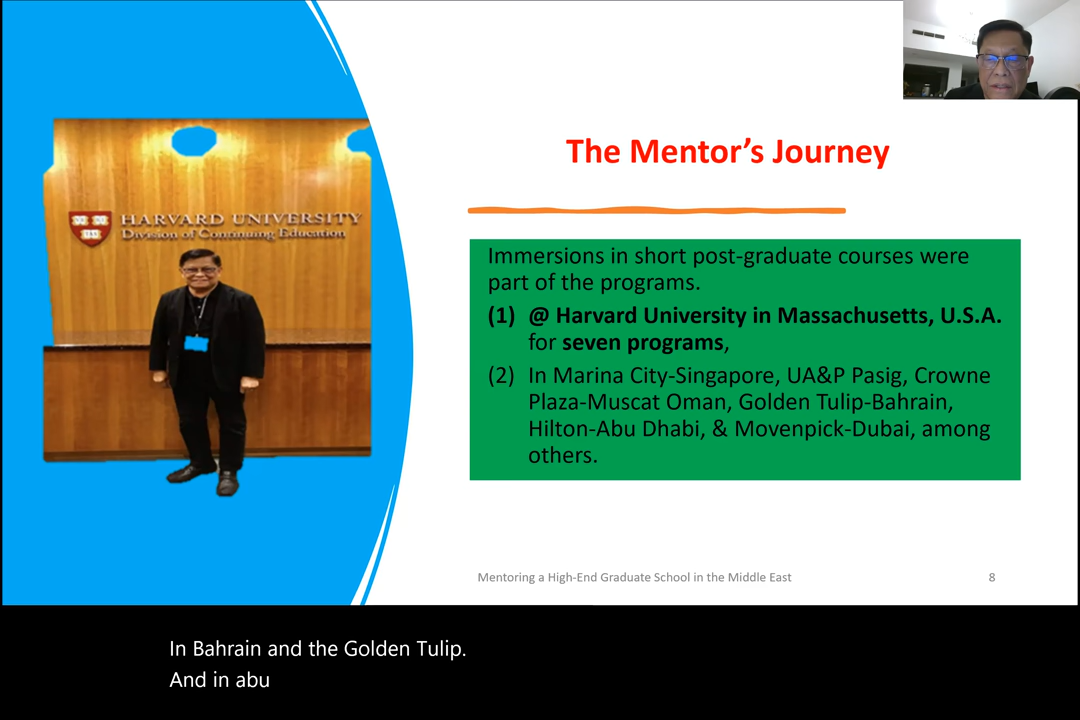 HARVARD UNIVERSITY
Division of Continuing Education
The Mentor’s Journey
Immersions in short post-graduate courses were
part of the programs.
(1) @ Harvard University in Massachusetts, U.S.A.
for seven programs,
(2) In Marina City-Singapore, UA&P Pasig, Crowne
Plaza-Muscat Oman, Golden Tulip-Bahrain,
Hilton-Abu Dhabi, & Movenpick-Dubai, among
others.
Mentoring a High-End Graduate School in the Middle East 8
In Bahrain and the Golden Tulip.
And in abu